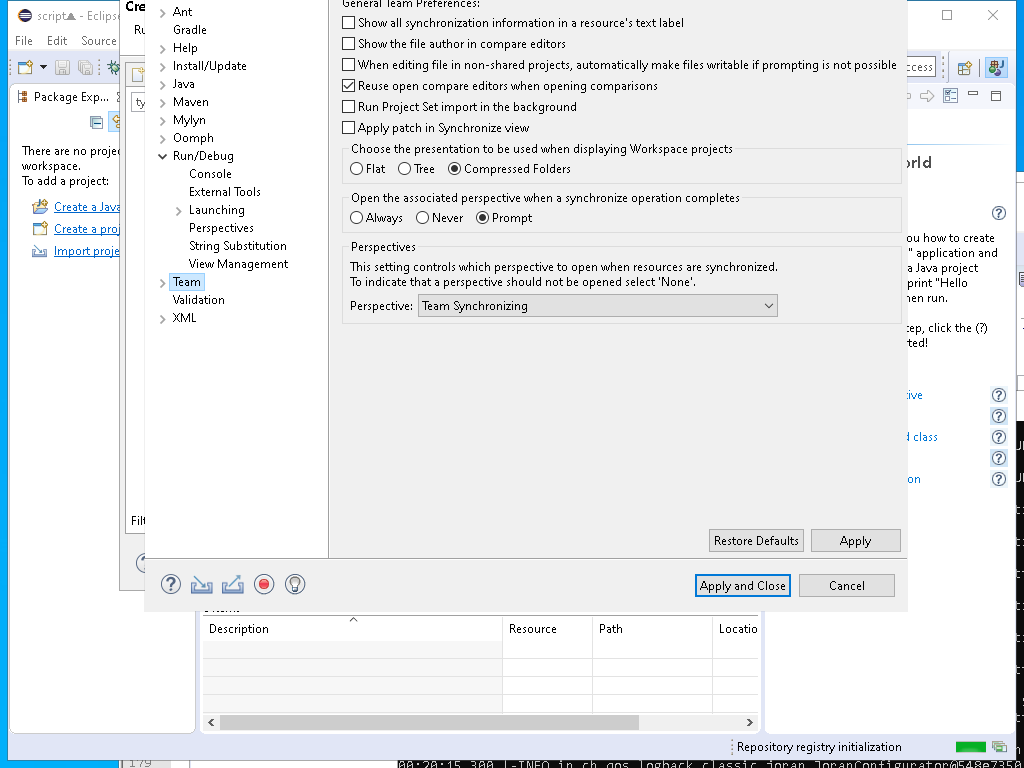 script▲ - Eclipse
File Edit Source
Package Exp...
There are no projec
workspace.
To add a project:
Create a Java
Create a proj
Import proje
Cre
Ru
ty
Filt
Ant
Gradle
Help
Install/Update
Java
Maven
Mylyn
Oomph
Run/Debug
Console
External Tools
Launching
Perspectives
String Substitution
View Management
Team
Validation
XML
General Team Preferences:
Show all synchronization information in a resource's text label
Show the file author in compare editors
When editing file in non-shared projects, automatically make files writable if prompting is not possible
Reuse open compare editors when opening comparisons
Run Project Set import in the background
Apply patch in Synchronize view
Choose the presentation to be used when displaying Workspace projects
Flat Tree Compressed Folders
Open the associated perspective when a synchronize operation completes
Always Never Prompt
Perspectives
This setting controls which perspective to open when resources are synchronized.
To indicate that a perspective should not be opened select 'None'.
Perspective: Team Synchronizing
Restore Defaults Apply
Apply and Close Cancel
ccess
orld
ou how to create
" application and
a Java project
print "Hello
hen run.
tep, click the (?)
rted!
ive
d class
on
Description Resource Path Locatio
Repository registry initialization
179
00:20:15,300 |-INFO in ch.qos.logback.classic.joran.JoranConfigurator@548e7350